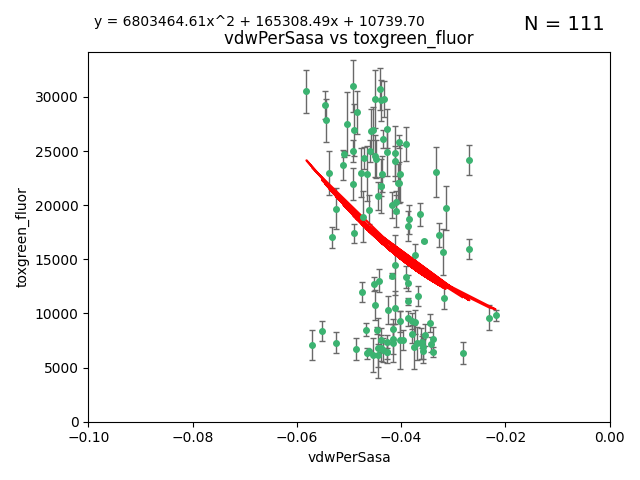 y = 6803464.61x^2 + 165308.49x + 10739.70
N = 111
vdwPerSasa vs toxgreen_fluor
toxgreen_fluor
30000
25000
20000
15000
10000
5000
0
−0.10 −0.08 −0.06 −0.04 −0.02 0.00
vdwPerSasa